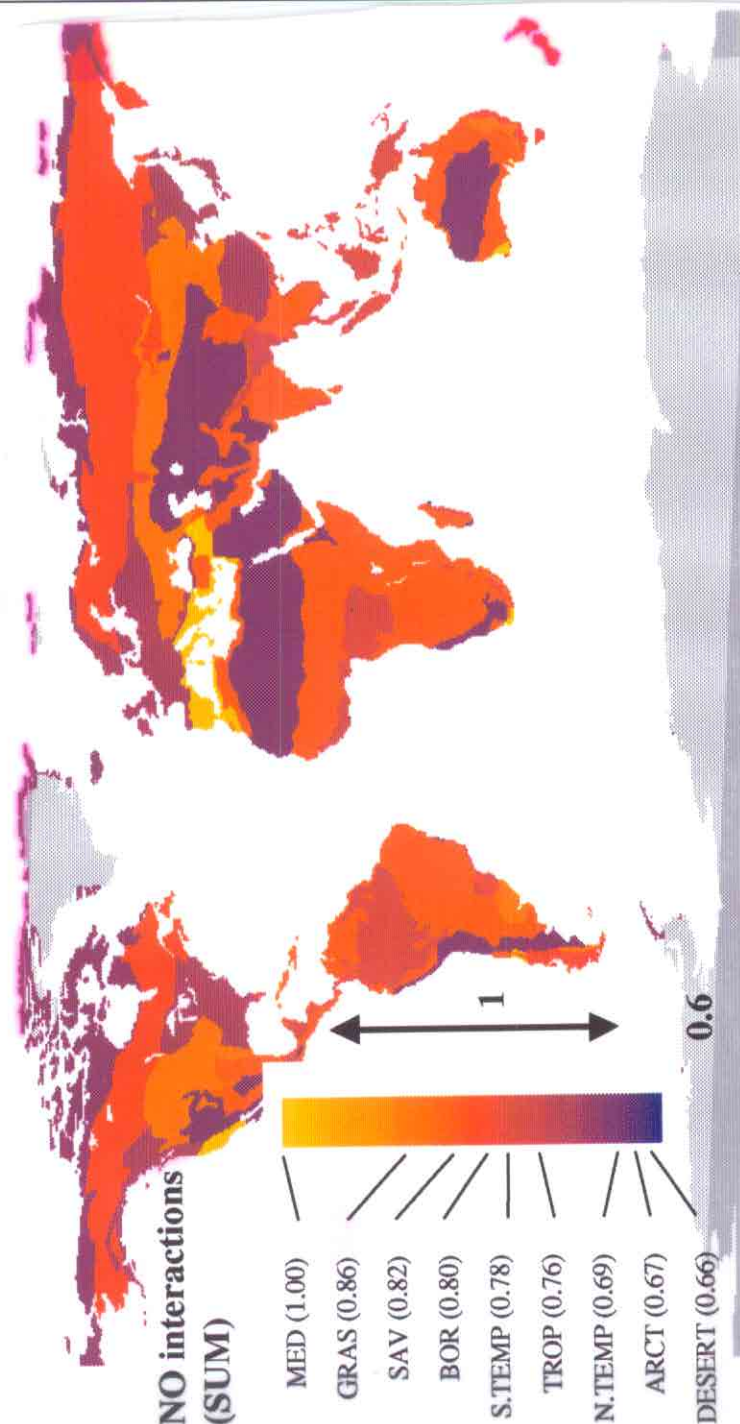 NO interactions
(SUM)
MED (1.00)
GRAS (0.86)
SAV (0.82)
BOR (0.80)
S.TEMP (0.78)
TROP (0.76)
N.TEMP (0.69)
ARCT (0.67)
DESERT (0.66)
1
0.6